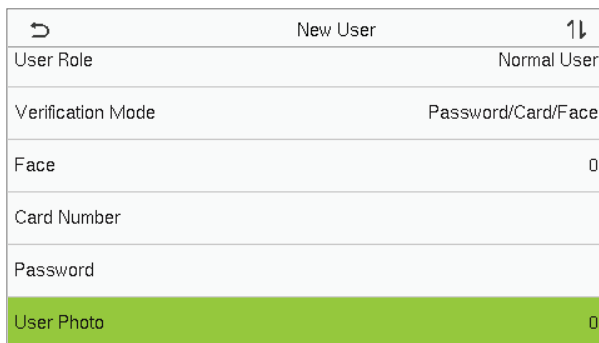 New User
User Role Normal User
Verification Mode Password/Card/Face
Face 0
Card Number
Password
User Photo 0